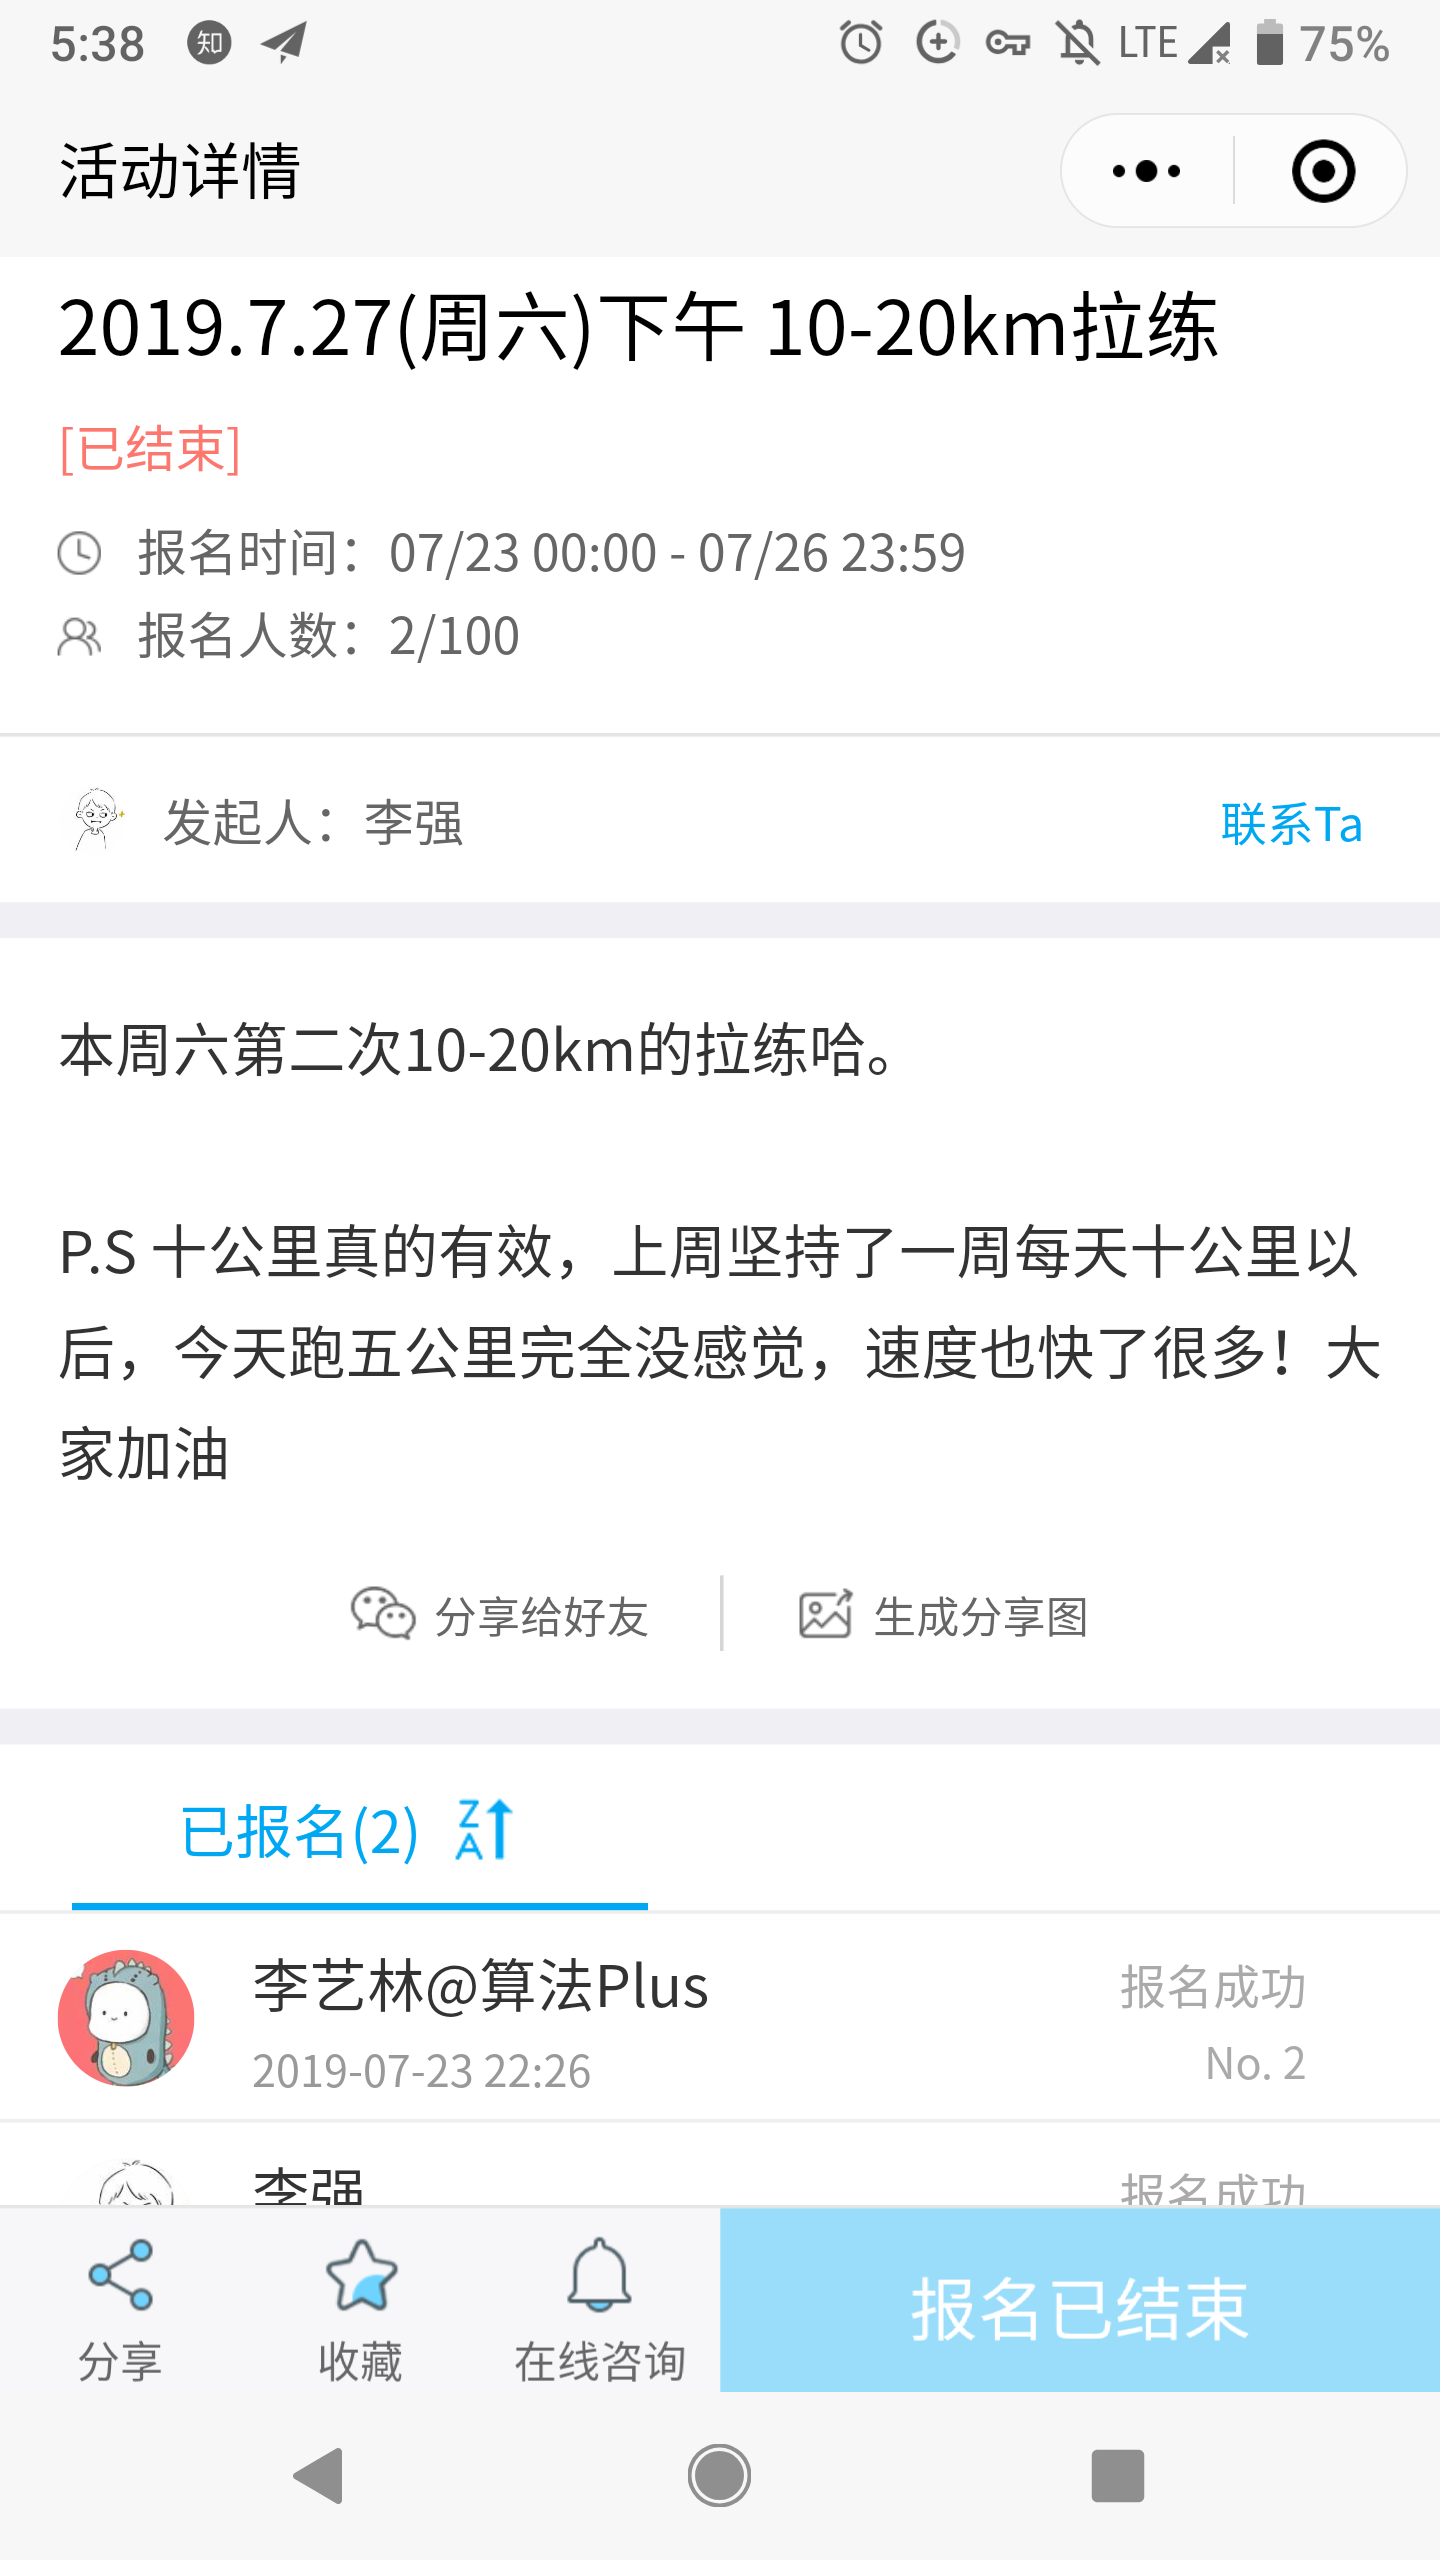 5:38 知 LTE 75%
活动详情
2019.7.27(周六)下午 10-20km拉练
[已结束]
报名时间：07/23 00:00 - 07/26 23:59
报名人数：2/100
发起人：李强 联系Ta
本周六第二次10-20km的拉练哈。
P.S 十公里真的有效，上周坚持了一周每天十公里以
后，今天跑五公里完全没感觉，速度也快了很多！大
家加油
分享给好友 生成分享图
已报名(2) ZA
李艺林@算法Plus 报名成功
2019-07-23 22:26 No. 2
李强 报名成功
分享 收藏 在线咨询 报名已结束